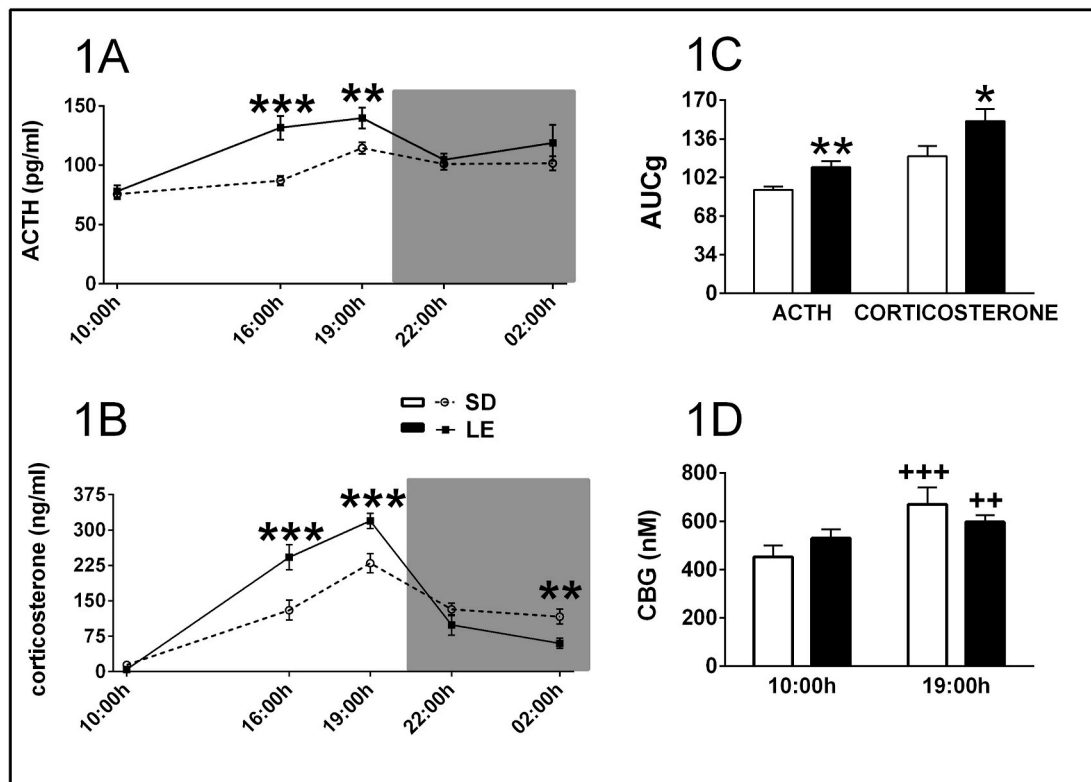 1A
ACTH (pg/ml)
150
100
50
0
*** **
10:00h 16:00h 19:00h 22:00h 02:00h
1C
AUCg
170
136
102
68
34
0
** *
ACTH CORTICOSTERONE
SD
LE
1B
corticosterone (ng/ml)
375
300
225
150
75
0
*** *** **
10:00h 16:00h 19:00h 22:00h 02:00h
1D
CBG (nM)
800
600
400
200
0
+++ ++
10:00h 19:00h